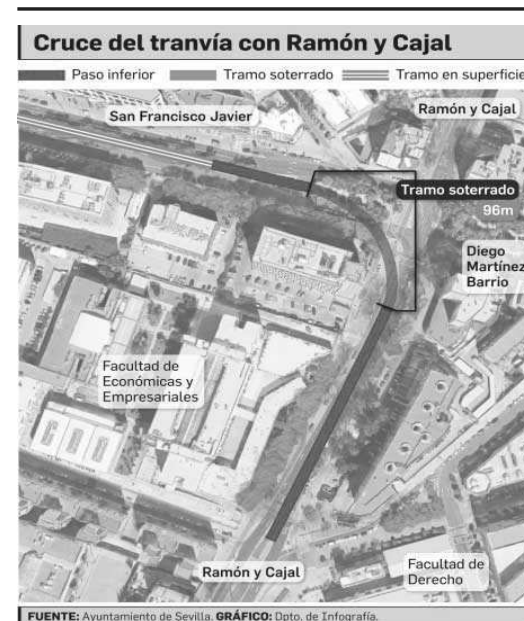 Cruce del tranvía con Ramón y Cajal
Paso inferior Tramo soterrado Tramo en superficie
San Francisco Javier
Ramón y Cajal
Tramo soterrado
96m
Diego
Martínez
Barrio
Facultad de
Económicas y
Empresariales
Ramón y Cajal
Facultad de
Derecho
FUENTE: Ayuntamiento de Sevilla. GRÁFICO: Dpto. de Infografía.